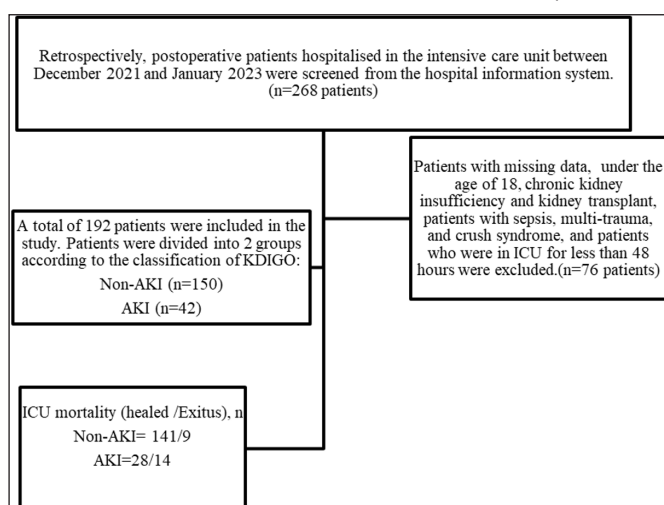 Retrospectively, postoperative patients hospitalised in the intensive care unit between
December 2021 and January 2023 were screened from the hospital information system.
(n=268 patients)
Patients with missing data, under the
age of 18, chronic kidney
insufficiency and kidney transplant,
patients with sepsis, multi-trauma,
and crush syndrome, and patients
who were in ICU for less than 48
hours were excluded.(n=76 patients)
A total of 192 patients were included in the
study. Patients were divided into 2 groups
according to the classification of KDIGO:
Non-AKI (n=150)
AKI (n=42)
ICU mortality (healed /Exitus), n
Non-AKI= 141/9
AKI=28/14